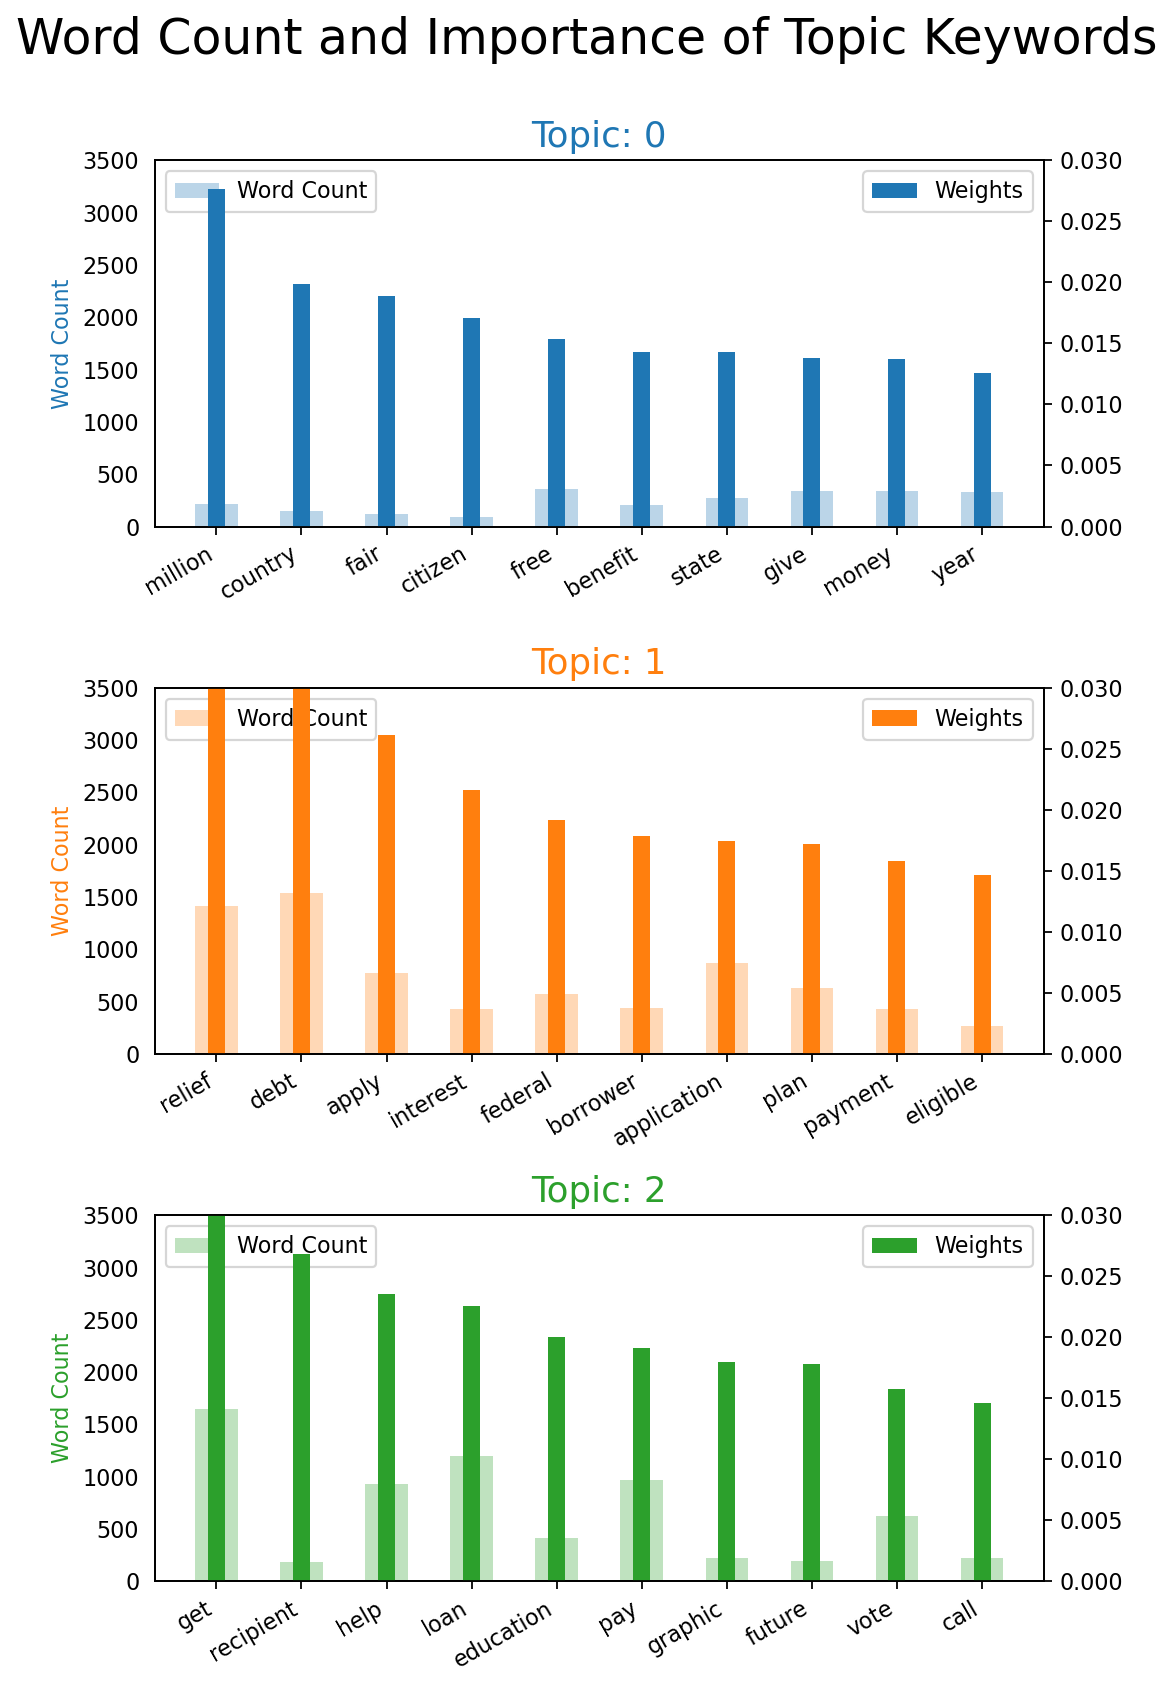 Word Count and Importance of Topic Keywords
Topic: 0
Word Count
Weights
Word Count
3500
3000
2500
2000
1500
1000
500
0
0.030
0.025
0.020
0.015
0.010
0.005
0.000
million country fair citizen free benefit state give money year
Topic: 1
Word Count
Weights
Word Count
3500
3000
2500
2000
1500
1000
500
0
0.030
0.025
0.020
0.015
0.010
0.005
0.000
relief debt apply interest federal borrower application plan payment eligible
Topic: 2
Word Count
Weights
Word Count
3500
3000
2500
2000
1500
1000
500
0
0.030
0.025
0.020
0.015
0.010
0.005
0.000
get recipient help loan education pay graphic future vote call